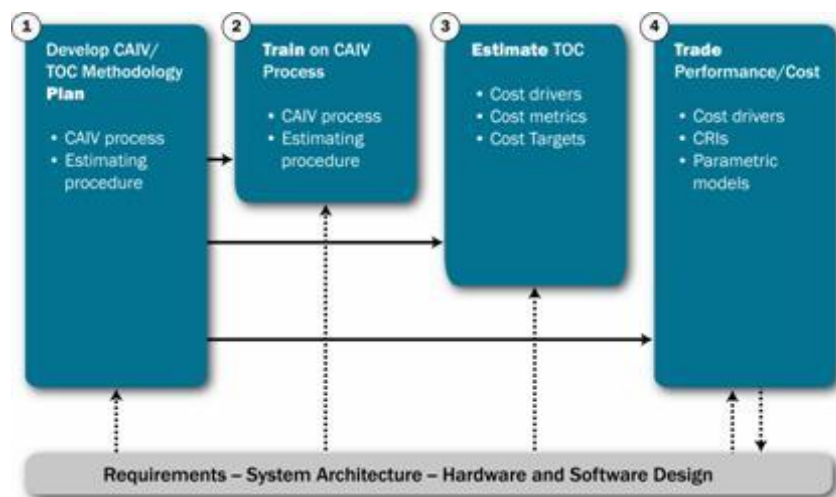 1
Develop CAIV/
TOC Methodology
Plan
• CAIV process
• Estimating
procedure
2
Train on CAIV
Process
• CAIV process
• Estimating
procedure
3
Estimate TOC
• Cost drivers
• Cost metrics
• Cost Targets
4
Trade
Performance/Cost
• Cost drivers
• CRIs
• Parametric
models
Requirements – System Architecture – Hardware and Software Design